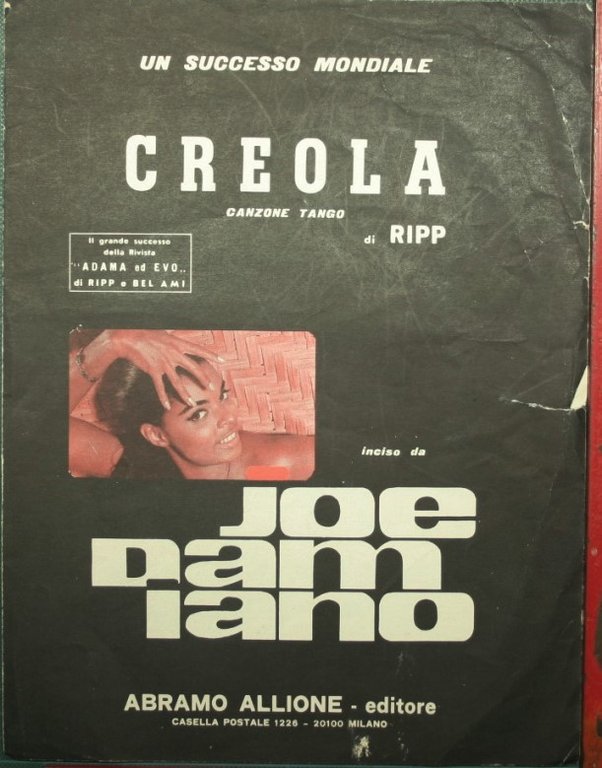 UN SUCCESSO MONDIALE
CREOLA
CANZONE TANGO
di RIPP
Il grande successo
della Rivista
"ADAMA ed EVO„
di RIPP e BEL AMI
inciso da
JOE
DAM
IANO
ABRAMO ALLIONE - editore
CASELLA POSTALE 1226 - 20100 MILANO